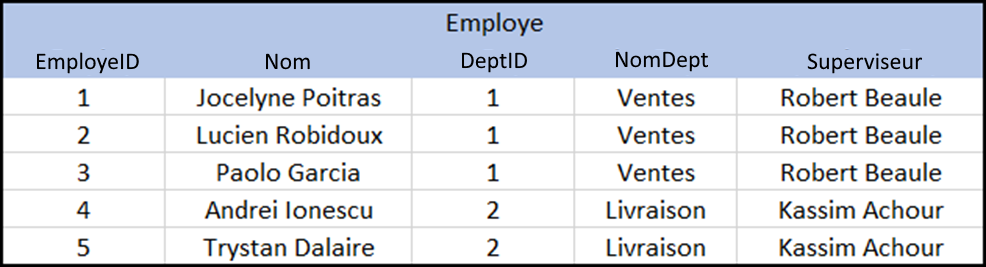 Employe
EmployeID Nom DeptID NomDept Superviseur
1 Jocelyne Poitras 1 Ventes Robert Beaule
2 Lucien Robidoux 1 Ventes Robert Beaule
3 Paolo Garcia 1 Ventes Robert Beaule
4 Andrei Ionescu 2 Livraison Kassim Achour
5 Trystan Dalaire 2 Livraison Kassim Achour